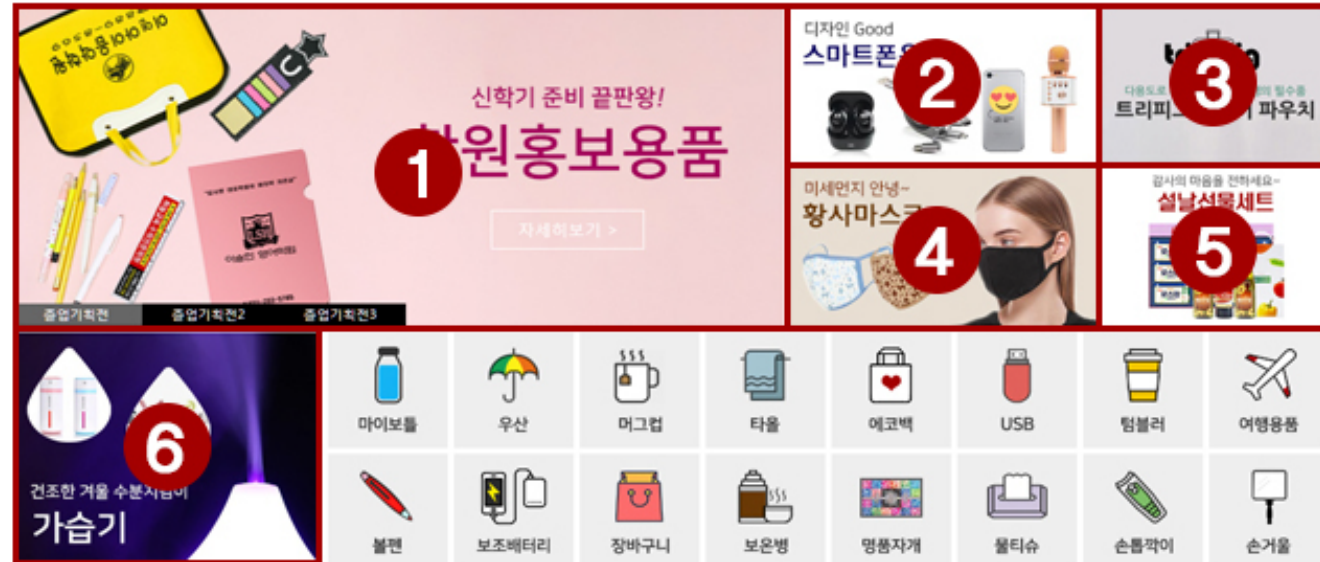 신학기 준비 끝판왕!
원홍보용품
자세히보기 >
졸업기획전
졸업기획전2
졸업기획전3
1
디자인 Good
스마트폰
2
다용도로
필수품
트리피
파우치
3
미세먼지 안녕~
황사마스크
4
감사의 마음을 전하세요~
설날선물세트
5
건조한 겨울 수분지킴이
가습기
6
마이보틀
우산
머그컵
타올
에코백
USB
텀블러
여행용품
볼펜
보조배터리
장바구니
보온병
명품자개
물티슈
손톱깎이
손거울